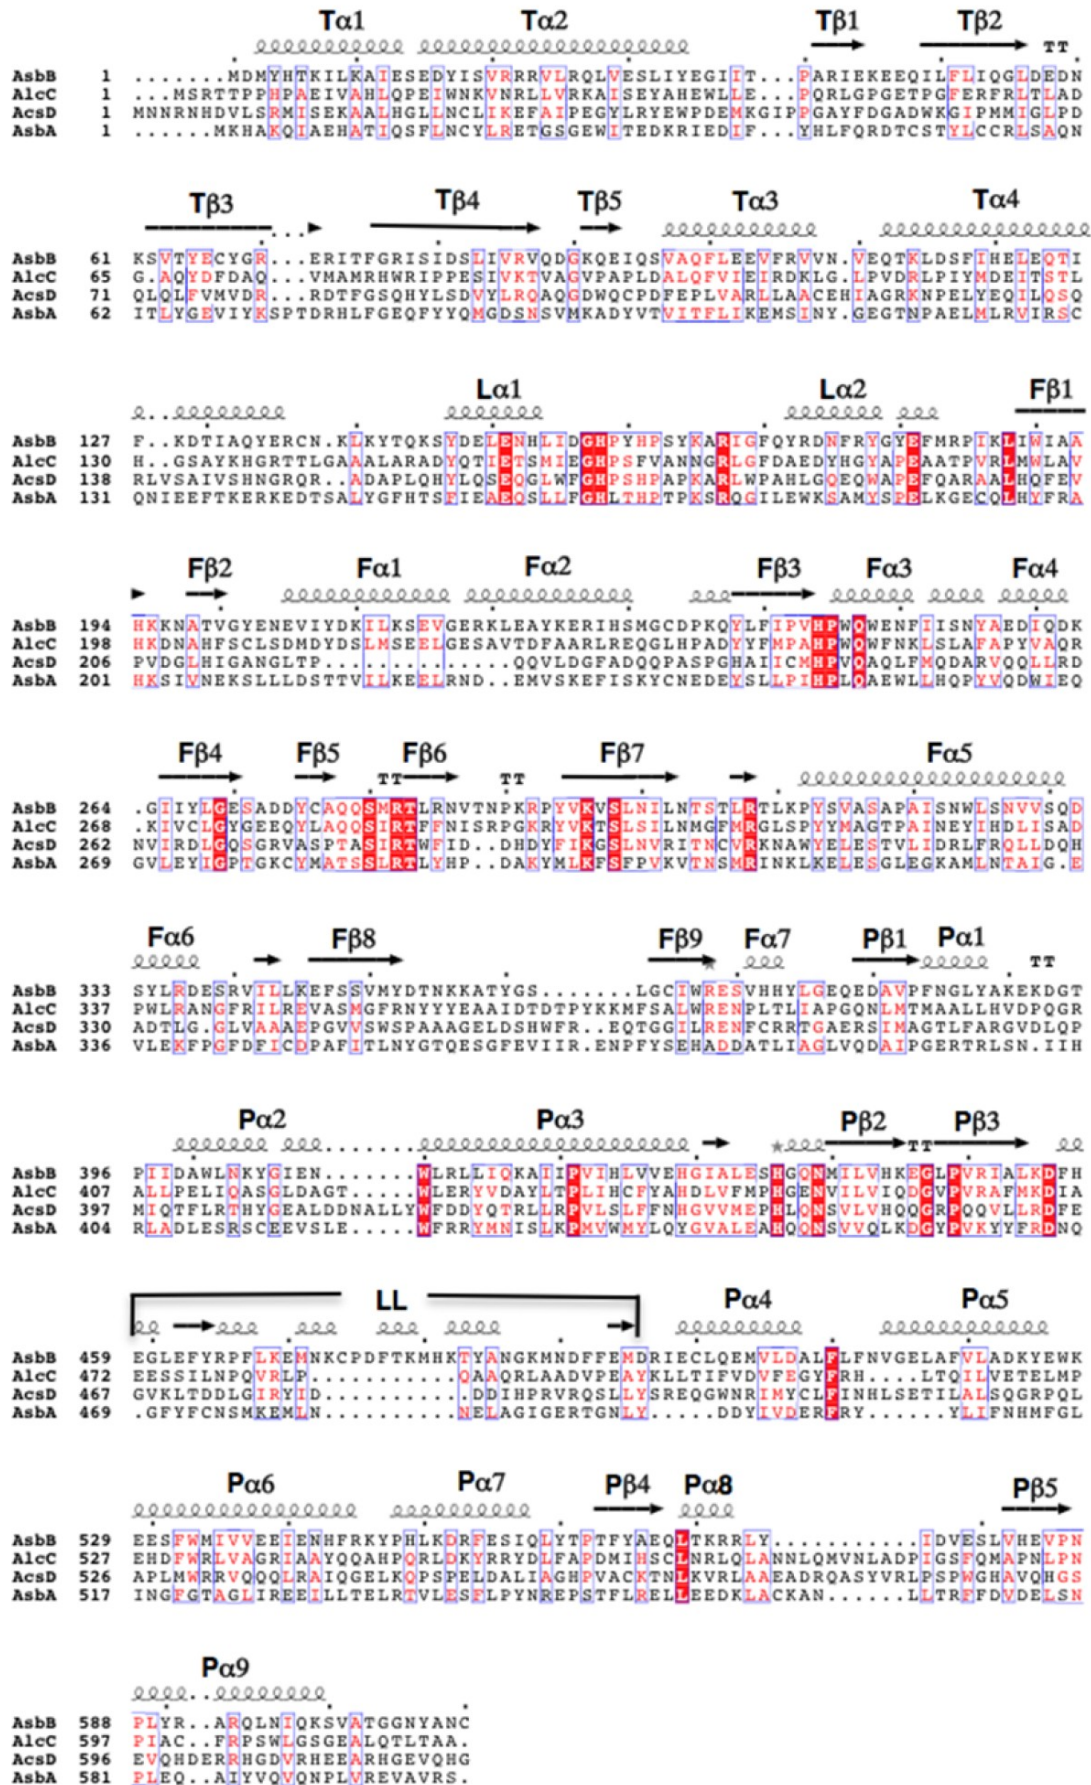 Tα1 Tα2 Tβ1 Tβ2
TT
AsbB 1 .......MDMYHTKILKAIESEDYISVRRRVLRQLVESLIYEGIIT...PARIEKEEQILFLIQGLDEDN
AlcC 1 ...MSRTTPPHPAEIVAHLQPEIWNKVNRLLVRKAISEYAHEWLLE...PQRLGPGETPGFERFRLTLAD
AcsD 1 MNNRNHDVLSRMISEKAALHGLLNCLIKEFAIPEGYLRYEWPDEMKGIPPGAYFDGADWKGIPMMIGLPD
AsbA 1 ......MKHAKQIAEHATIQSFLNCYLRETGSGEWITEDKRIEDIF...YHLFQRDTCSTYLCCRLSAQN
Tβ3 Tβ4 Tβ5 Tα3 Tα4
...
AsbB 61 KSVTYECYGR...ERITFGRISIDSLIVRVQDGKQEIQSVAQFLEEVFRVVN.VEQTKLDSFIHELEQTI
AlcC 65 G.AQYDFDAQ...VMAMRHWRIPPESIVKTVAGVPAPLDALQFVIEIRDKLG.LPVDRLPIYMDEITSTL
AcsD 71 QLQLFVMVDR...RDTFGSQHYLSDVYLRQAQGDWQCPDFEPLVARLLAACEHIAGRKNPELYEQILQSQ
AsbA 62 ITLYGEVIYKSPTDRHLFGEQFYYQMGDSNSVMKADYVTVITFLIKEMSINY.GEGTNPAELMLRVIRSC
Lα1 Lα2 Fβ1
..
AsbB 127 F..KDTIAQYERCN.KLKYTQKSYDELENHLIDGHPYHPSYKARIGFQYRDNFRYGYEFMRPIKLIWIAA
AlcC 130 H..GSAYKHGRTTLGAAALARADYQTIETSMIEGHPSFVANNGRLGFDAEDYHGYAPEAATPVRLMWLAV
AcsD 138 RLVSAIVSHNGRQR..ADAPLQHYLQSEQGLWFGHPSHPAPKARLWPAHLGQEQWAPEFQARAALHQFEV
AsbA 131 QNIEEFTKERKEDTSALYGFHTSFIEAEQSLLFGHLTHPTPKSRQGILEWKSAMYSPELKGECQLHYFRA
Fβ2 Fα1 Fα2 Fβ3 Fα3 Fα4
AsbB 194 HKKNATVGYENEVIYDKILKSEVGERKLEAYKERIHSMGCDPKQYLFIPVHPWQWENFIISNYAEDIQDK
AlcC 198 HKDNAHFSCLSDMDYDSLMSEELGESAVTDFAARLREQGLHPADYYFMPAHPWQWFNKLSLAFAPYVAQR
AcsD 206 PVDGLHIGANGLTP..............QQVLDGFADQQPASPGHAIICMHPVQAQLFMQDARVQQLLRD
AsbA 201 HKSIVNEKSLLLDSTTVILKEELRND..EMVSKEFISKYCNEDEYSLLPIHPLQAEWLLHQPYVQDWIEQ
Fβ4 Fβ5 Fβ6 Fβ7 Fα5
TT TT
AsbB 264 .GIIYLGESADDYCAQQSMRTLRNVTNPKRPYVKVSLNILNTSTLRTLKPYSVASAPAISNWLSNVVSQD
AlcC 268 .KIVCLGYGEEQYLAQQSIRTFFNISRPGKRYVKTSLSILNMGFMRGLSPYYMAGTPAINEYIHDLISAD
AcsD 262 NVIRDLGQSGRVASPTASIRTWFID..DHDYFIKGSLNVRITNCVRKNAWYELESTVLIDRLFRQLLDQH
AsbA 269 GVLEYIGPTGKCYMATSSLRTLYHP..DAKYMLKFSFPVKVTNSMRINKLKELESGLEGKAMLNTAIG.E
Fα6 Fβ8 Fβ9 Fα7 Pβ1 Pα1
TT
AsbB 333 SYLRDESRVILLKEFSSVMYDTNKKATYGS.......LGCIWRESVHHYLGEQEDAVPFNGLYAKEKDGT
AlcC 337 PWLRANGFRILREVASMGFRNYYYEAAIDTDTPYKKMFSALWRENPLTLIAPGQNLMTMAALLHVDPQGR
AcsD 330 ADTLG.GLVAAAEPGVVSWSPAAAGELDSHWFR..EQTGGILRENFCRRTGAERSIMAGTLFARGVDLQP
AsbA 336 VLEKFPGFDFICDPAFITLNYGTQESGFEVIIR.ENPFYSEHADDATLIAGLVQDAIPGERTRLSN.IIH
Pα2 Pα3 Pβ2 Pβ3
....... TT
AsbB 396 PIIDAWLNKYGIEN.......WLRLLIQKAIIPVIHLVVEHGIALESHGQNMILVHKEGLPVRIALKDFH
AlcC 407 ALLPELIQASGLDAGT.....WLERYVDAYLTPLIHCFYAHDLVFMPHGENVILVIQDGVPVRAFMKDIA
AcsD 397 MIQTFLRTHYGEALDDNALLYWFDDYQTRLLRPVLSLFFNHGVVMEPHLQNSVLVHQQGRPQQVLLRDFE
AsbA 404 RLADLESRSCEEVSLE.....WFRRYMNISLKPMVWMYLQYGVALEAHQQNSVVQLKDGYPVKYYFRDNQ
LL Pα4 Pα5
AsbB 459 EGLEFYRPFLKEMNKCPDFTKMHKTYANGKMNDFFEMDRIECLQEMVLDALFLFNVGELAFVLADKYEWK
AlcC 472 EESSILNPQVRLP...........QAAQRLAADVPEAYKLLTIFVDVFEGYFRH....LTQILVETELMP
AcsD 467 GVKLTDDLGIRYID..........DDIHPRVRQSLLYSREQGWNRIMYCLFINHLSETILALSQGRPQL
AsbA 469 .GFYFCNSMKEMLN..........NELAGIGERTGNLY.....DDYIVDERFRY......YLIFNHMFGL
Pα6 Pα7 Pβ4 Pα8 Pβ5
AsbB 529 EESFWMIVVEEIENHFRKYPHLKDRFESIQLYTPTFYAEQLTKRRLY............IDVESLVHEVPN
AlcC 527 EHDFWRLVAGRIAAYQQAHPQRLDKYRRYDLFAPDMIHSCLNRLQLANNLQMVNLADPIGSFQMAPNLPN
AcsD 526 APLMWRRVQQQLRAIQGELKQPSPELDALIAGHPVACKTNLKVRLAAEADRQASYVRLPSPWGHAVQHGS
AsbA 517 INGFGTAGLIREEILLTELRTVLESFLPYNREPSTFLRELLEEDKLACKAN......LLTRFFDVDELSN
Pα9
..
AsbB 588 PLYR..ARQLNIQKSVATGGNYANC
AlcC 597 PIAC..FRPSWLGSGEALQTLTAA.
AcsD 596 EVQHDERRHGDVRHEEARHGEVQHG
AsbA 581 PLEQ..AIYVQVQNPLVREVAVRS.